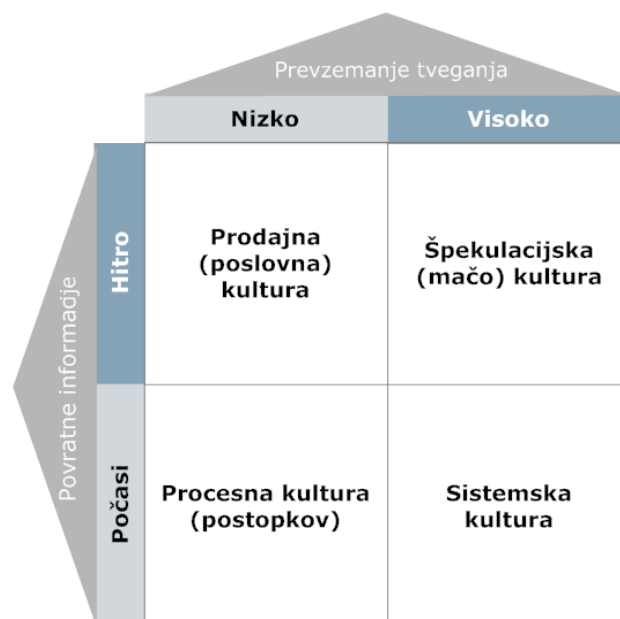 Prevzemanje tveganja
Nizko
Visoko
Povratne informacije
Hitro
Prodajna
(poslovna)
kultura
Špekulacijska
(mačo) kultura
Počasi
Procesna kultura
(postopkov)
Sistemska
kultura